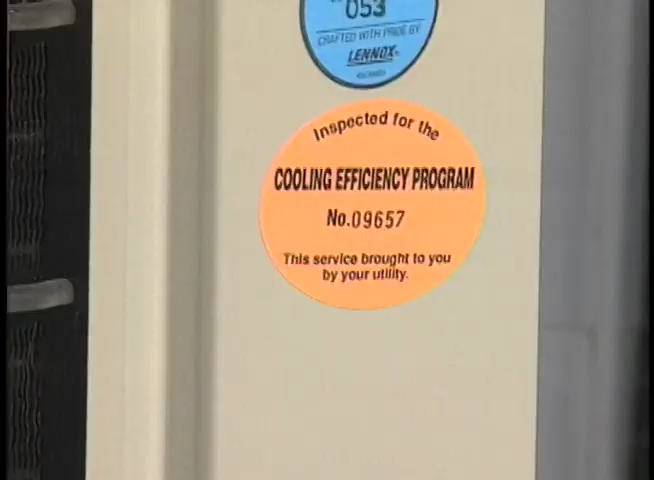 053
CRAFTED WITH PRIDE BY
LENNOX
Inspected for the
COOLING EFFICIENCY PROGRAM
No.09657
This service brought to you
by your utility.